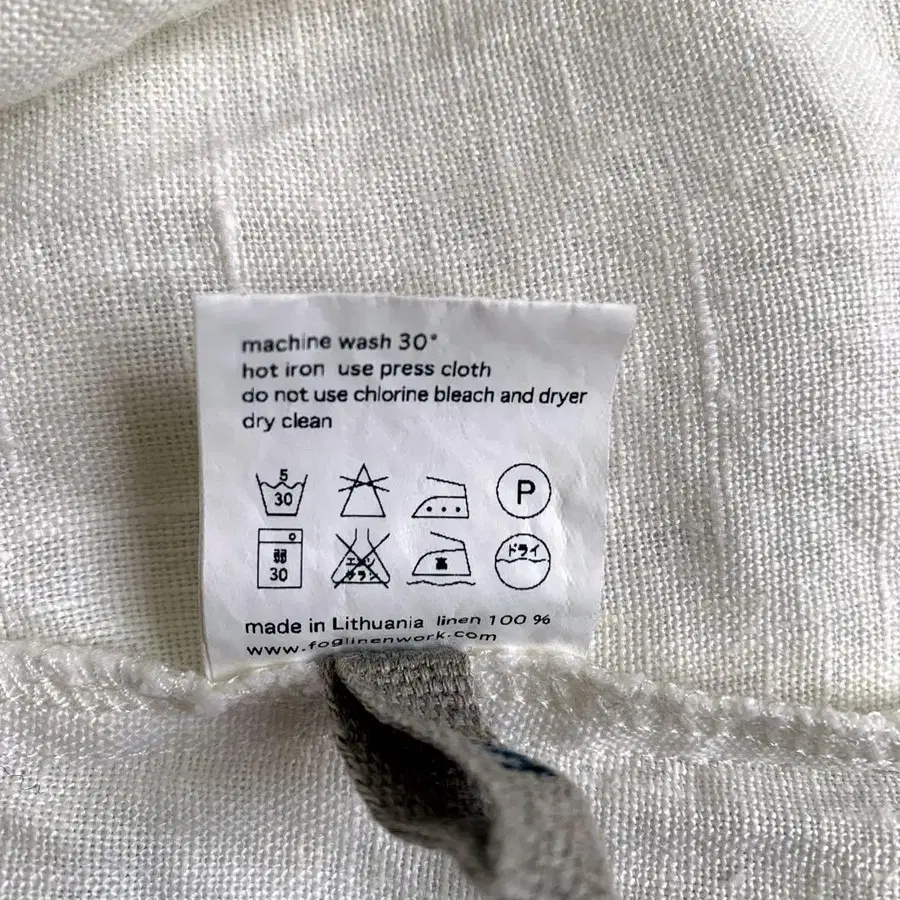 machine wash 30°
hot iron use press cloth
do not use chlorine bleach and dryer
dry clean
5
30
P
弱
30
エンソ
サラシ
高
ドライ
made in Lithuania linen 100 %
www.foglinenwork.com